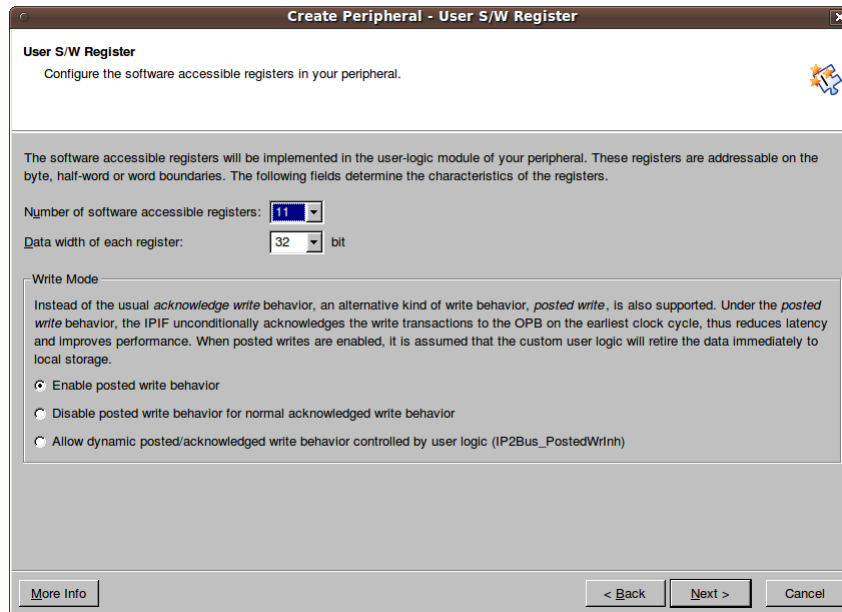 Create Peripheral - User S/W Register
User S/W Register
Configure the software accessible registers in your peripheral.
The software accessible registers will be implemented in the user-logic module of your peripheral. These registers are addressable on the
byte, half-word or word boundaries. The following fields determine the characteristics of the registers.
Number of software accessible registers: 11
Data width of each register: 32 bit
Write Mode
Instead of the usual acknowledge write behavior, an alternative kind of write behavior, posted write, is also supported. Under the posted
write behavior, the IPIF unconditionally acknowledges the write transactions to the OPB on the earliest clock cycle, thus reduces latency
and improves performance. When posted writes are enabled, it is assumed that the custom user logic will retire the data immediately to
local storage.
Enable posted write behavior
Disable posted write behavior for normal acknowledged write behavior
Allow dynamic posted/acknowledged write behavior controlled by user logic (IP2Bus_PostedWrInh)
More Info < Back Next > Cancel